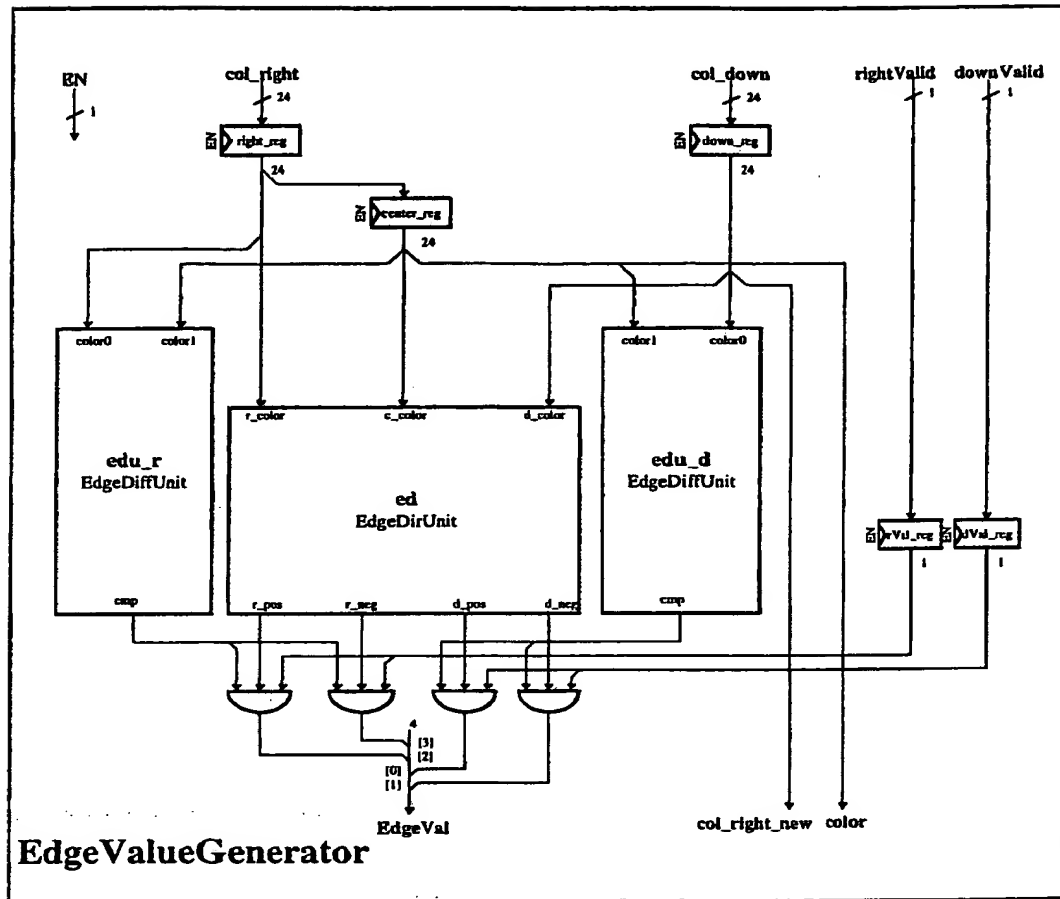 EN
col_right
col_down
rightValid downValid
1
24
24
1
1
EN
right_reg
EN
down_reg
24
24
EN
center_reg
24
color0
color1
color1
color0
r_color
c_color
d_color
edu_r
EdgeDiffUnit
edu_d
EdgeDiffUnit
ed
EdgeDirUnit
EN
rVal_reg
EN
dVal_reg
1
1
cmp
r_pos
r_neg
d_pos
d_neg
cmp
4
[3]
[2]
[0]
[1]
EdgeVal
col_right_new color
EdgeValueGenerator